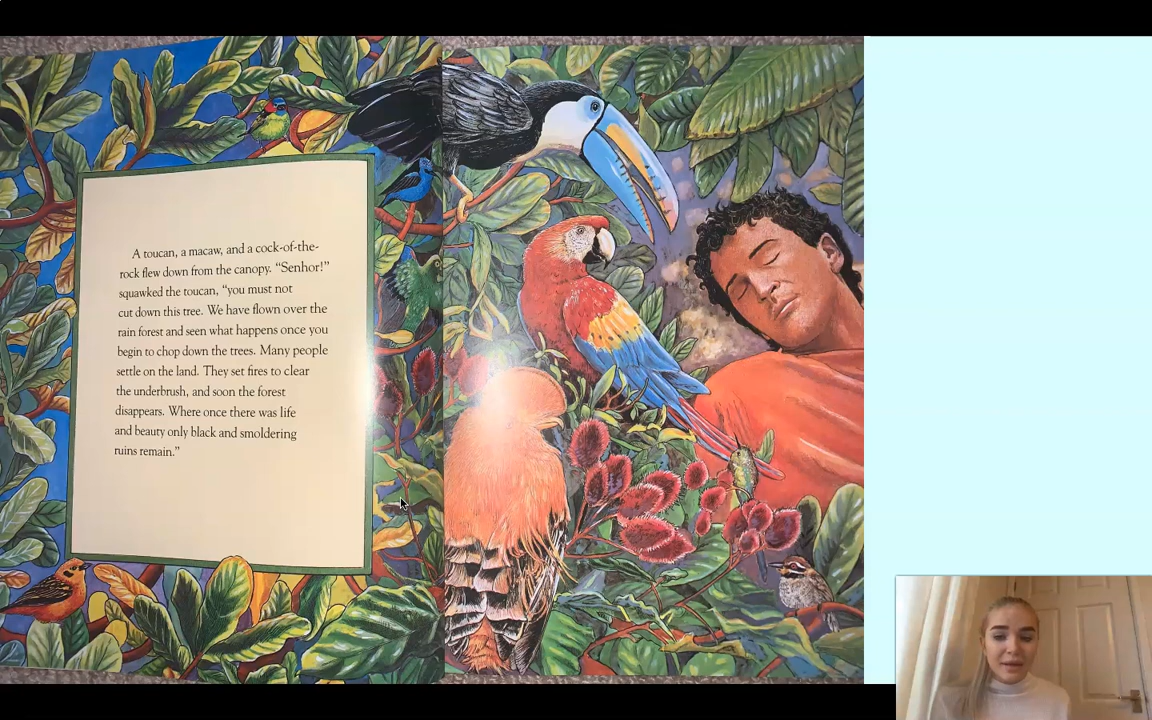 A toucan, a macaw, and a cock-of-the-
rock flew down from the canopy. “Senhor!”
squawked the toucan, “you must not
cut down this tree. We have flown over the
rain forest and seen what happens once you
begin to chop down the trees. Many people
settle on the land. They set fires to clear
the underbrush, and soon the forest
disappears. Where once there was life
and beauty only black and smoldering
ruins remain.”